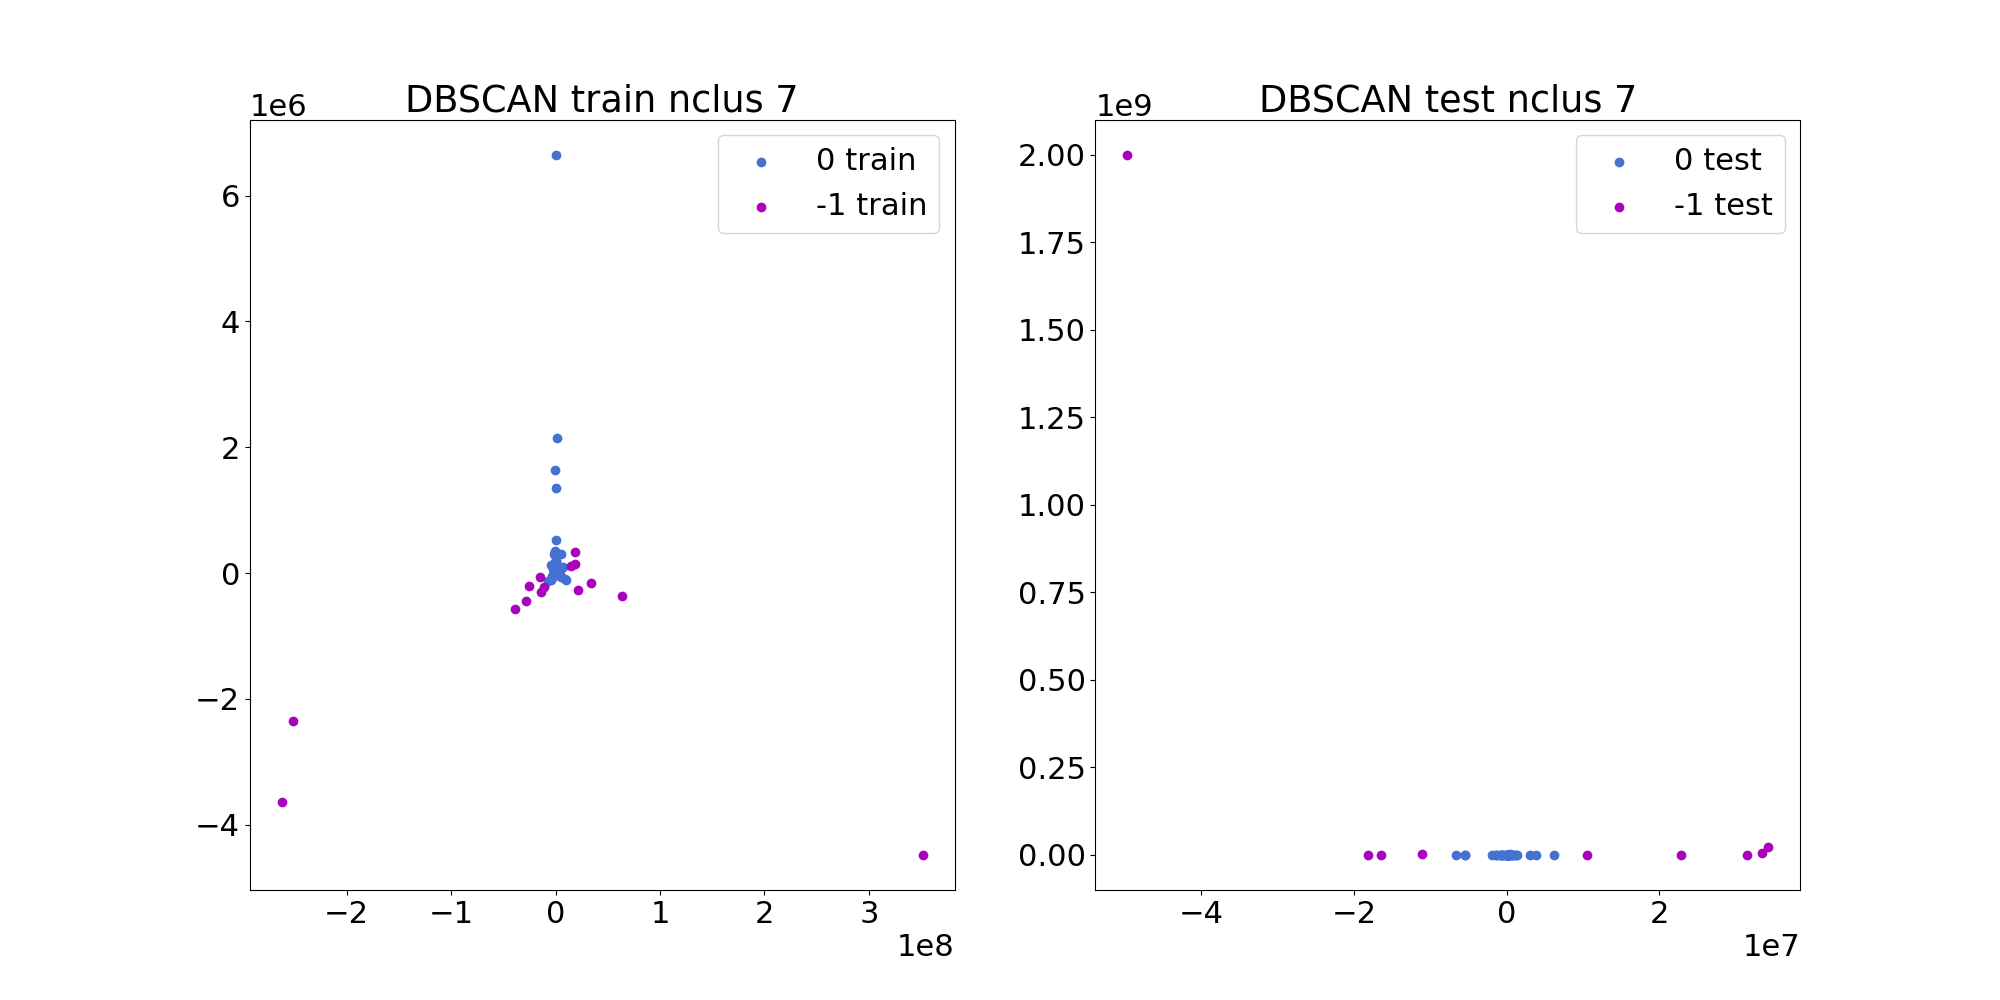 DBSCAN train nclus 7
1e6
0 train
-1 train
6
4
2
0
−2
−4
−2 −1 0 1 2 3
1e8
DBSCAN test nclus 7
1e9
0 test
-1 test
2.00
1.75
1.50
1.25
1.00
0.75
0.50
0.25
0.00
−4 −2 0 2
1e7